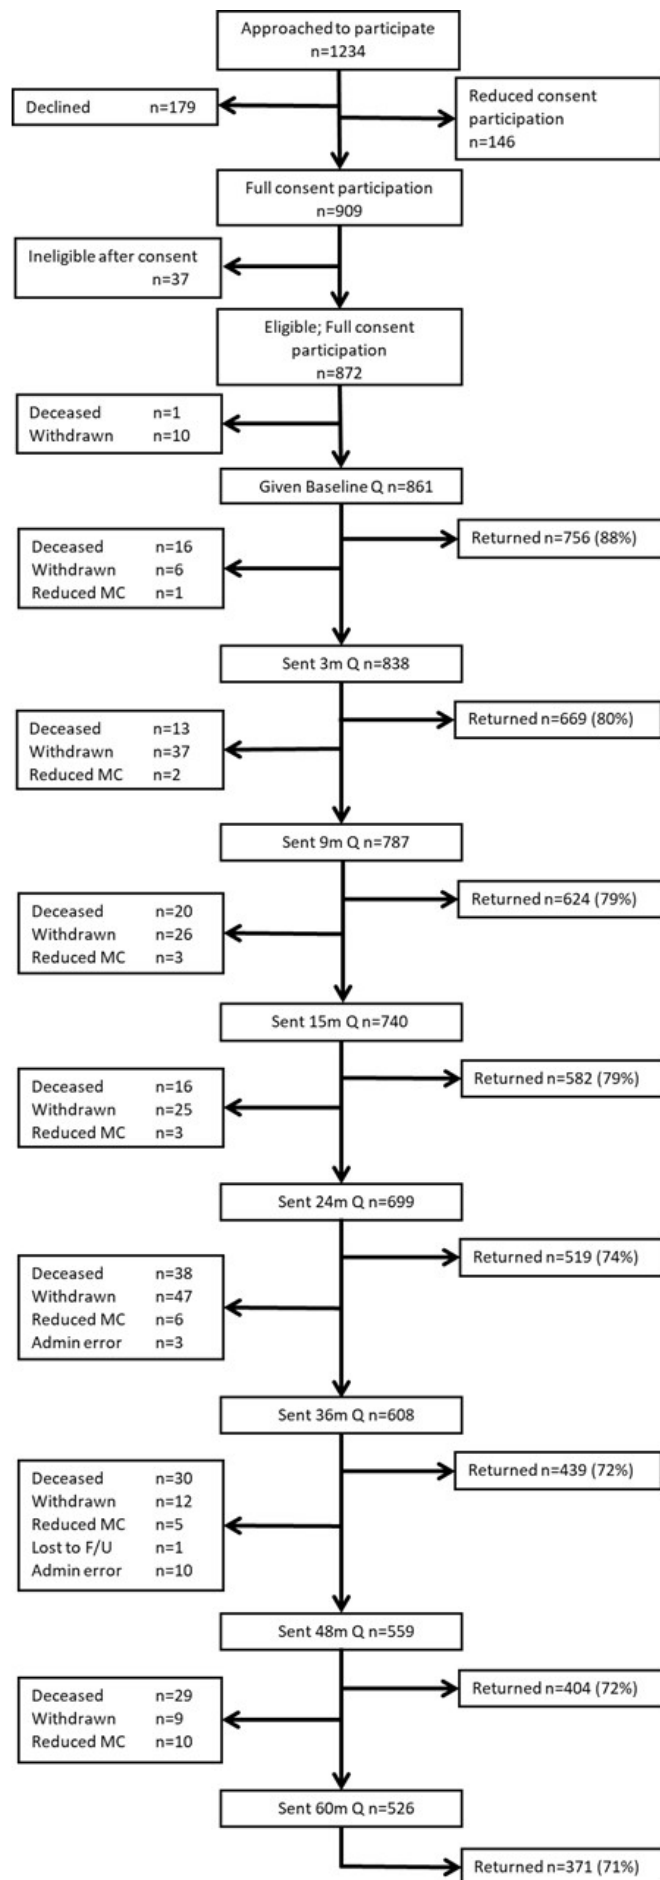 Approached to participate
n=1234
Declined n=179
Reduced consent
participation
n=146
Full consent participation
n=909
Ineligible after consent
n=37
Eligible; Full consent
participation
n=872
Deceased n=1
Withdrawn n=10
Given Baseline Q n=861
Returned n=756 (88%)
Deceased n=16
Withdrawn n=6
Reduced MC n=1
Sent 3m Q n=838
Returned n=669 (80%)
Deceased n=13
Withdrawn n=37
Reduced MC n=2
Sent 9m Q n=787
Returned n=624 (79%)
Deceased n=20
Withdrawn n=26
Reduced MC n=3
Sent 15m Q n=740
Returned n=582 (79%)
Deceased n=16
Withdrawn n=25
Reduced MC n=3
Sent 24m Q n=699
Returned n=519 (74%)
Deceased n=38
Withdrawn n=47
Reduced MC n=6
Admin error n=3
Sent 36m Q n=608
Returned n=439 (72%)
Deceased n=30
Withdrawn n=12
Reduced MC n=5
Lost to F/U n=1
Admin error n=10
Sent 48m Q n=559
Returned n=404 (72%)
Deceased n=29
Withdrawn n=9
Reduced MC n=10
Sent 60m Q n=526
Returned n=371 (71%)